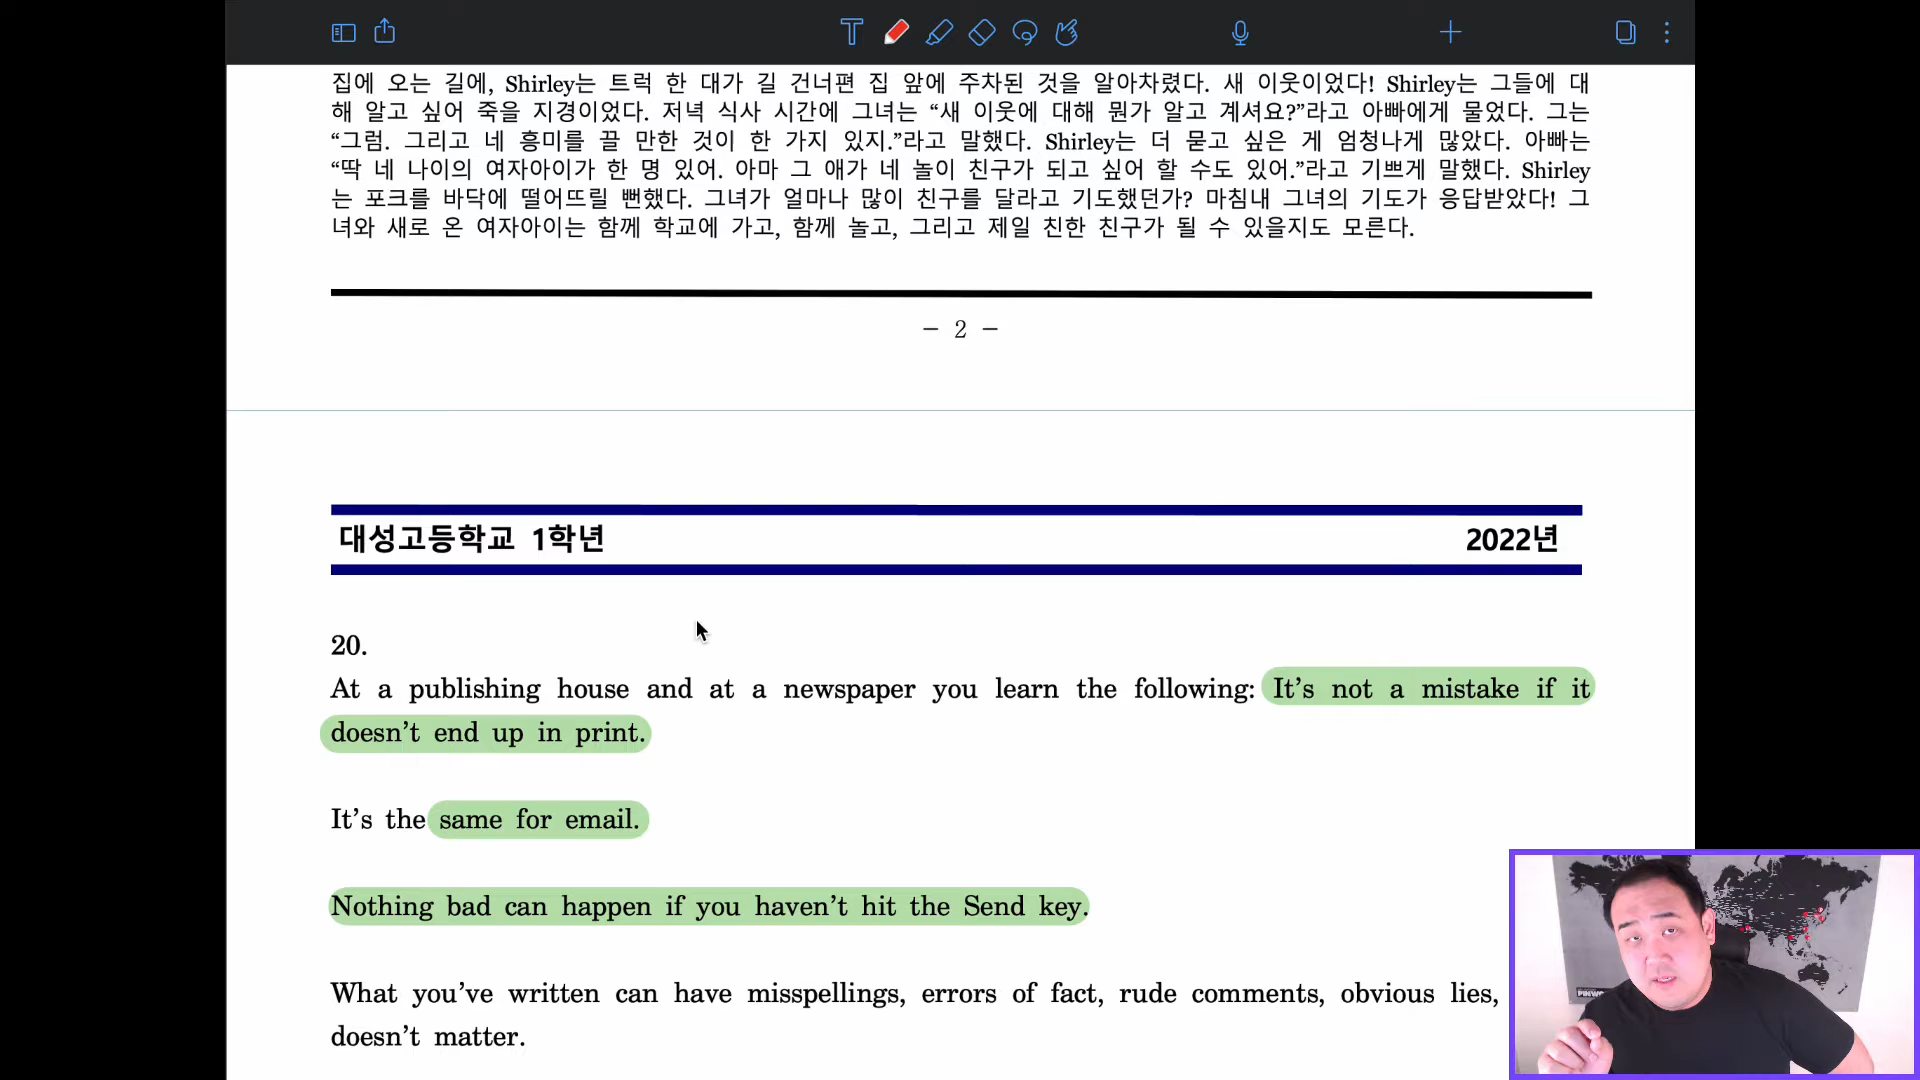 집에 오는 길에, Shirley는 트럭 한 대가 길 건너편 집 앞에 주차된 것을 알아차렸다. 새 이웃이었다! Shirley는 그들에 대
해 알고 싶어 죽을 지경이었다. 저녁 식사 시간에 그녀는 “새 이웃에 대해 뭔가 알고 계셔요?”라고 아빠에게 물었다. 그는
“그럼. 그리고 네 흥미를 끌 만한 것이 한 가지 있지.”라고 말했다. Shirley는 더 묻고 싶은 게 엄청나게 많았다. 아빠는
“딱 네 나이의 여자아이가 한 명 있어. 아마 그 애가 네 놀이 친구가 되고 싶어 할 수도 있어.”라고 기쁘게 말했다. Shirley
는 포크를 바닥에 떨어뜨릴 뻔했다. 그녀가 얼마나 많이 친구를 달라고 기도했던가? 마침내 그녀의 기도가 응답받았다! 그
녀와 새로 온 여자아이는 함께 학교에 가고, 함께 놀고, 그리고 제일 친한 친구가 될 수 있을지도 모른다.
- 2 -
대성고등학교 1학년 2022년
20.
At a publishing house and at a newspaper you learn the following: It’s not a mistake if it
doesn’t end up in print.
It’s the same for email.
Nothing bad can happen if you haven’t hit the Send key.
What you’ve written can have misspellings, errors of fact, rude comments, obvious lies,
doesn’t matter.